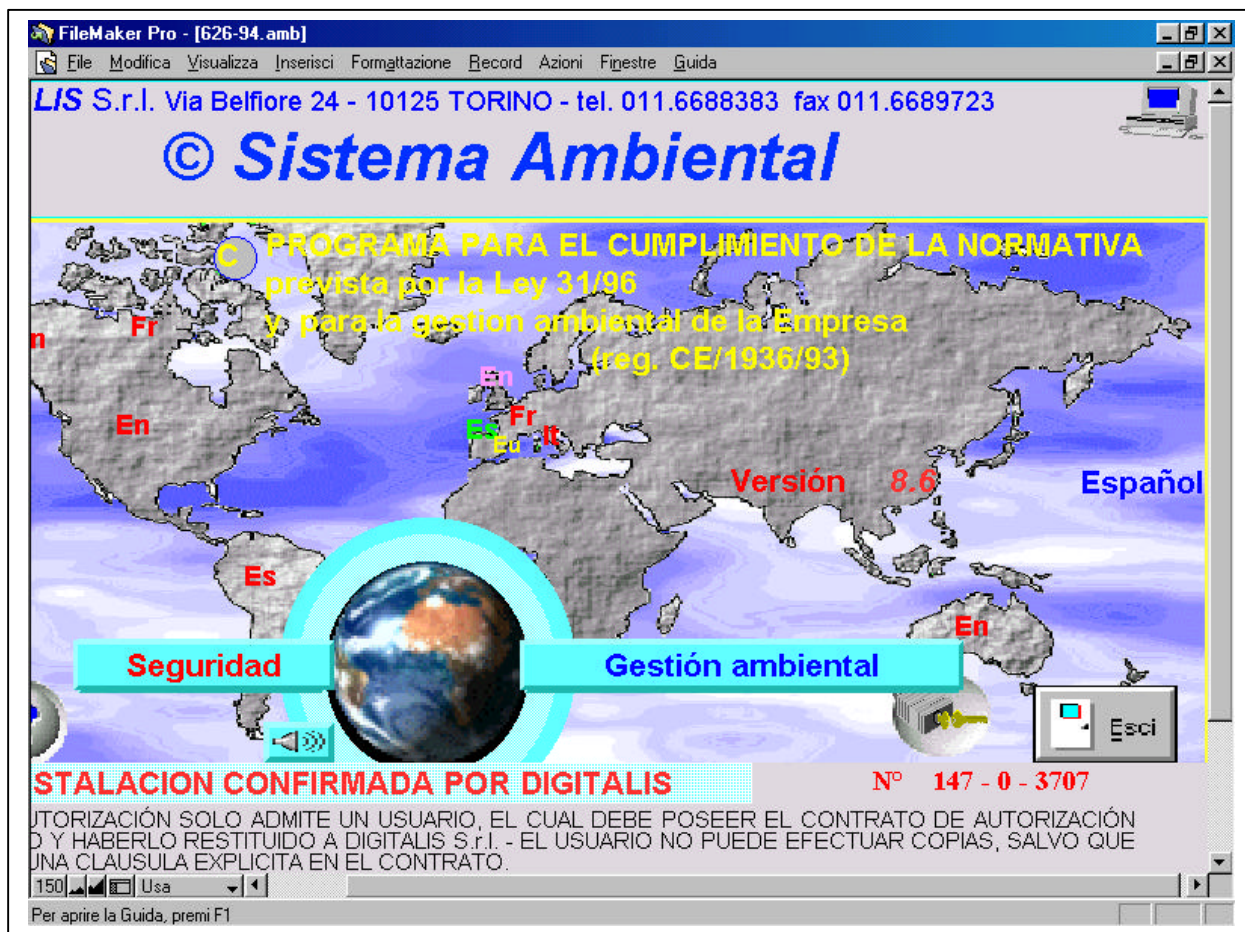 FileMaker Pro - [626-94.amb]
File Modifica Visualizza Inserisci Formattazione Record Azioni Finestre Guida
LIS S.r.l. Via Belfiore 24 - 10125 TORINO - tel. 011.6688383 fax 011.6689723
© Sistema Ambiental
C PROGRAMA PARA EL CUMPLIMIENTO DE LA NORMATIVA
prevista por la Ley 31/96
y para la gestion ambiental de la Empresa
(reg. CE/1936/93)
n Fr
En
En
Fr
Es
Eu
It
Versión 8.6 Español
Es
En
Seguridad
Gestión ambiental
Esci
STALACION CONFIRMADA POR DIGITALIS Nº 147 - 0 - 3707
UTORIZACIÓN SOLO ADMITE UN USUARIO, EL CUAL DEBE POSEER EL CONTRATO DE AUTORIZACIÓN
O Y HABERLO RESTITUIDO A DIGITALIS S.r.l. - EL USUARIO NO PUEDE EFECTUAR COPIAS, SALVO QUE
UNA CLAUSULA EXPLICITA EN EL CONTRATO.
150 Usa
Per aprire la Guida, premi F1